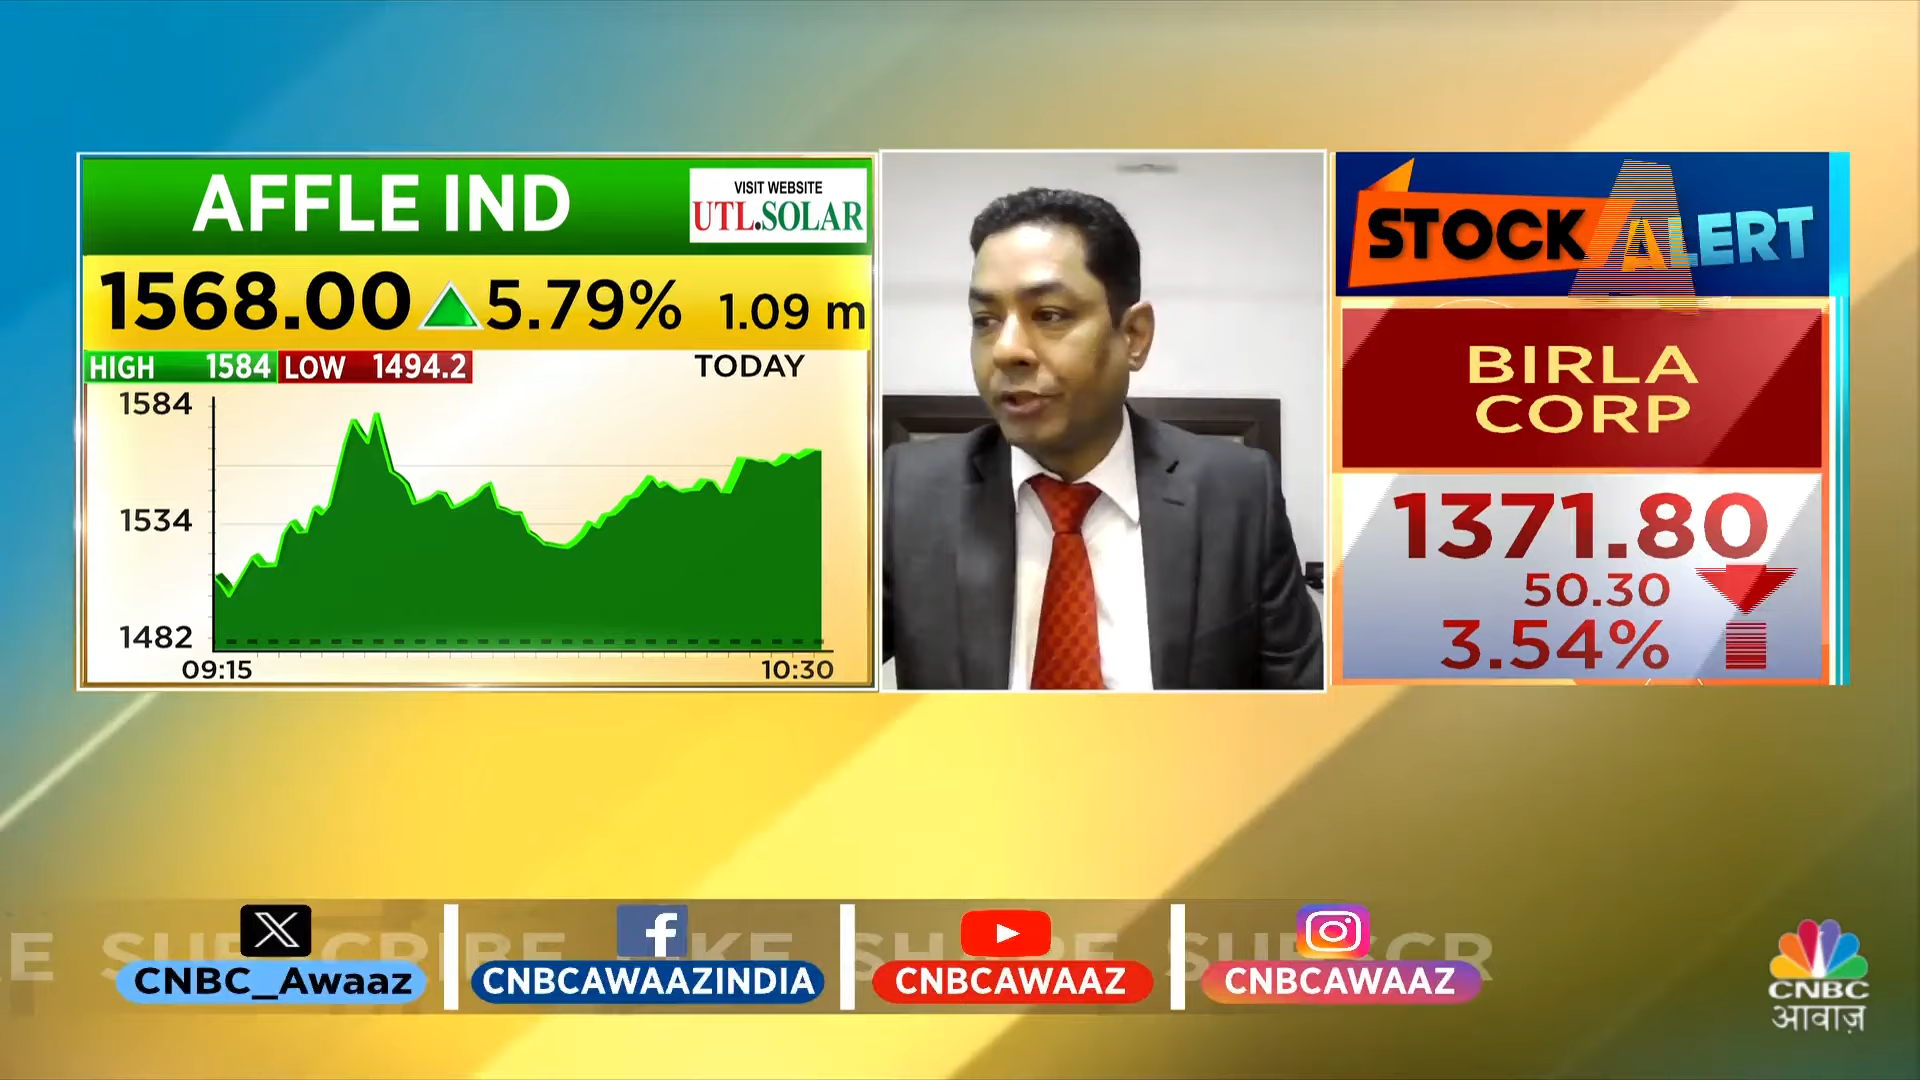 AFFLE IND
VISIT WEBSITE
UTL.SOLAR
1568.00 5.79% 1.09 m
HIGH 1584 LOW 1494.2
TODAY
1584
1534
1482
09:15
10:30
STOCK ALERT
BIRLA
CORP
1371.80
50.30
3.54%
SUBSCRIBE SHARE
CNBC_Awaaz
CNBCAWAAZINDIA
CNBCAWAAZ
CNBCAWAAZ
CNBC
आवाज़